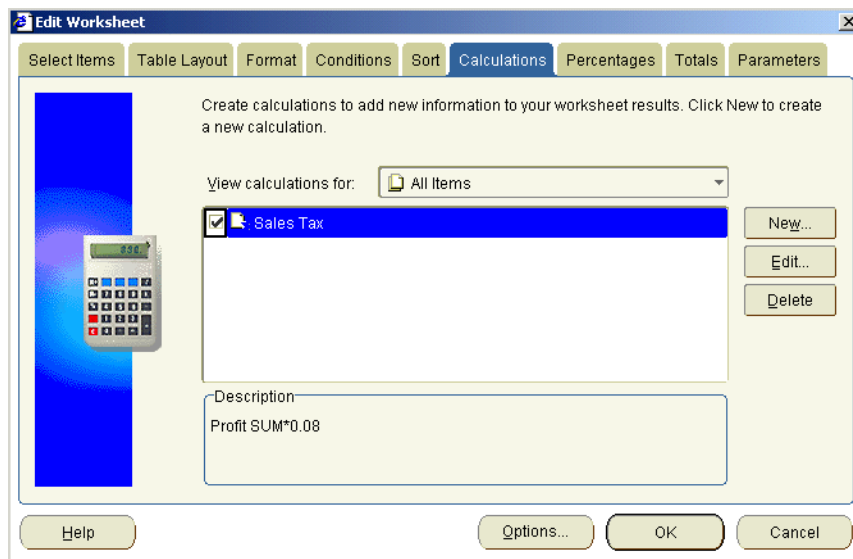 Edit Worksheet
Select Items Table Layout Format Conditions Sort Calculations Percentages Totals Parameters
Create calculations to add new information to your worksheet results. Click New to create
a new calculation.
View calculations for: All Items
Sales Tax
New...
Edit...
Delete
Description
Profit SUM*0.08
Help Options... OK Cancel